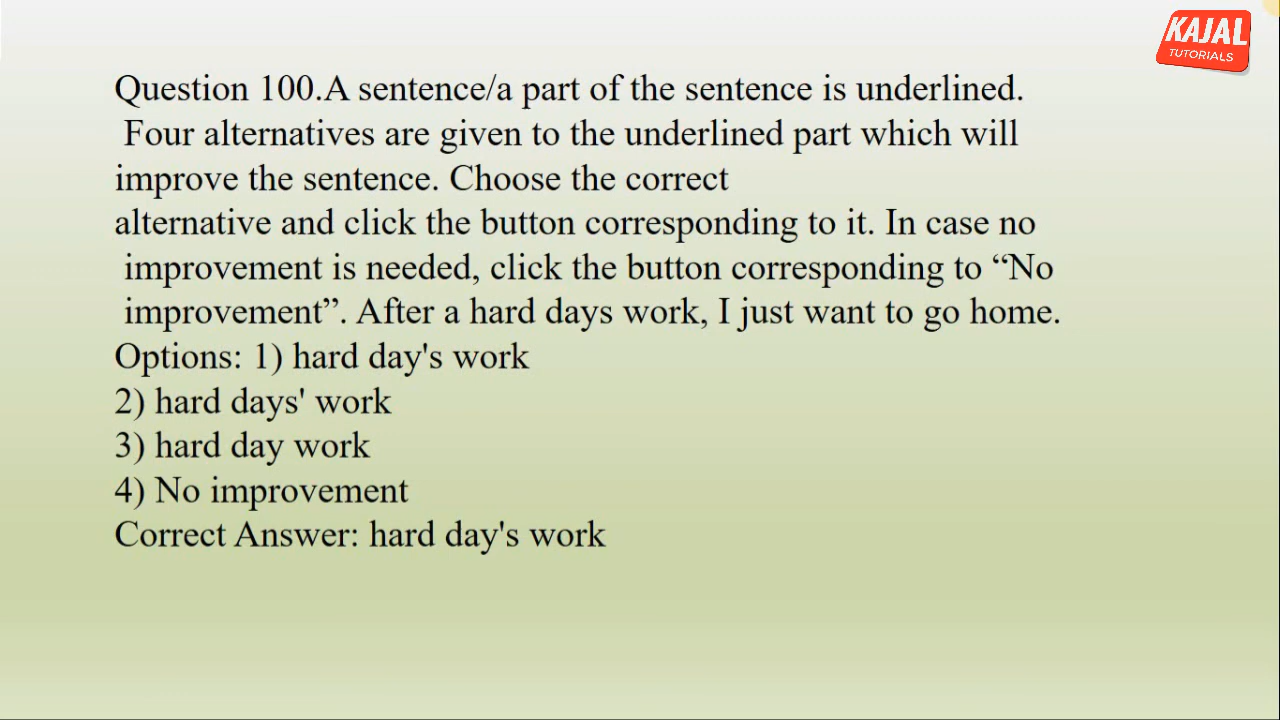 KAJAL
TUTORIALS
Question 100.A sentence/a part of the sentence is underlined.
Four alternatives are given to the underlined part which will
improve the sentence. Choose the correct
alternative and click the button corresponding to it. In case no
improvement is needed, click the button corresponding to “No
improvement”. After a hard days work, I just want to go home.
Options: 1) hard day's work
2) hard days' work
3) hard day work
4) No improvement
Correct Answer: hard day's work